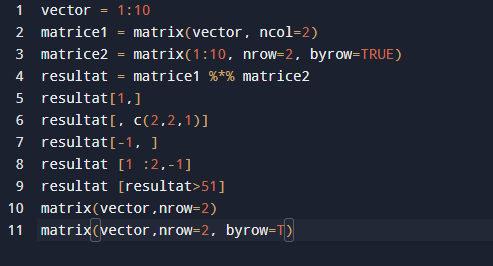 1 vector = 1:10
2 matrice1 = matrix(vector, ncol=2)
3 matrice2 = matrix(1:10, nrow=2, byrow=TRUE)
4 resultat = matrice1 %*% matrice2
5 resultat[1,]
6 resultat[, c(2,2,1)]
7 resultat[-1, ]
8 resultat [1 :2,-1]
9 resultat [resultat>51]
10 matrix(vector,nrow=2)
11 matrix(vector,nrow=2, byrow=T)